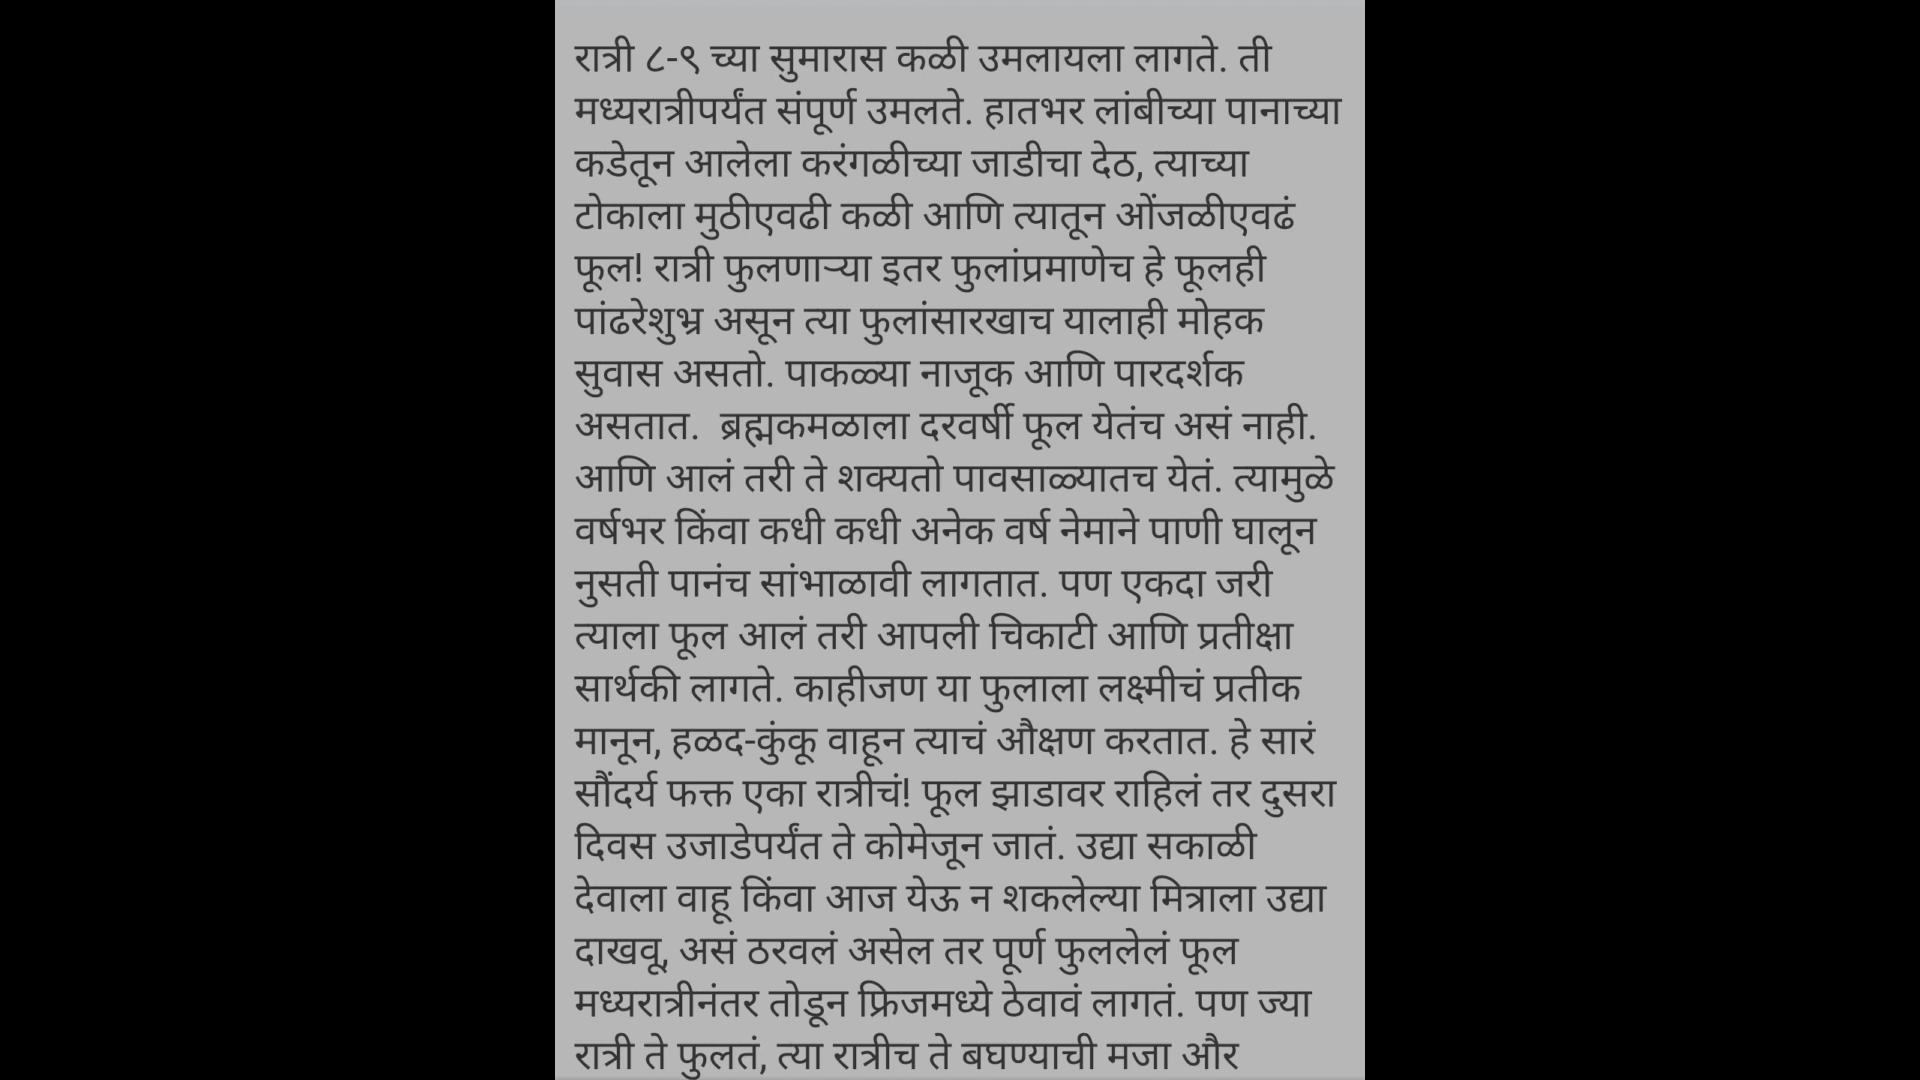 रात्री ८-९ च्या सुमारास कळी उमलायला लागते. ती
मध्यरात्रीपर्यंत संपूर्ण उमलते. हातभर लांबीच्या पानाच्या
कडेतून आलेला करंगळीच्या जाडीचा देठ, त्याच्या
टोकाला मुठीएवढी कळी आणि त्यातून ओंजळीएवढं
फूल! रात्री फुलणाऱ्या इतर फुलांप्रमाणेच हे फूलही
पांढरेशुभ्र असून त्या फुलांसारखाच यालाही मोहक
सुवास असतो. पाकळ्या नाजूक आणि पारदर्शक
असतात.  ब्रह्मकमळाला दरवर्षी फूल येतंच असं नाही.
आणि आलं तरी ते शक्यतो पावसाळ्यातच येतं. त्यामुळे
वर्षभर किंवा कधी कधी अनेक वर्ष नेमाने पाणी घालून
नुसती पानंच सांभाळावी लागतात. पण एकदा जरी
त्याला फूल आलं तरी आपली चिकाटी आणि प्रतीक्षा
सार्थकी लागते. काहीजण या फुलाला लक्ष्मीचं प्रतीक
मानून, हळद-कुंकू वाहून त्याचं औक्षण करतात. हे सारं
सौंदर्य फक्त एका रात्रीचं! फूल झाडावर राहिलं तर दुसरा
दिवस उजाडेपर्यंत ते कोमेजून जातं. उद्या सकाळी
देवाला वाहू किंवा आज येऊ न शकलेल्या मित्राला उद्या
दाखवू, असं ठरवलं असेल तर पूर्ण फुललेलं फूल
मध्यरात्रीनंतर तोडून फ्रिजमध्ये ठेवावं लागतं. पण ज्या
रात्री ते फुलतं, त्या रात्रीच ते बघण्याची मजा और